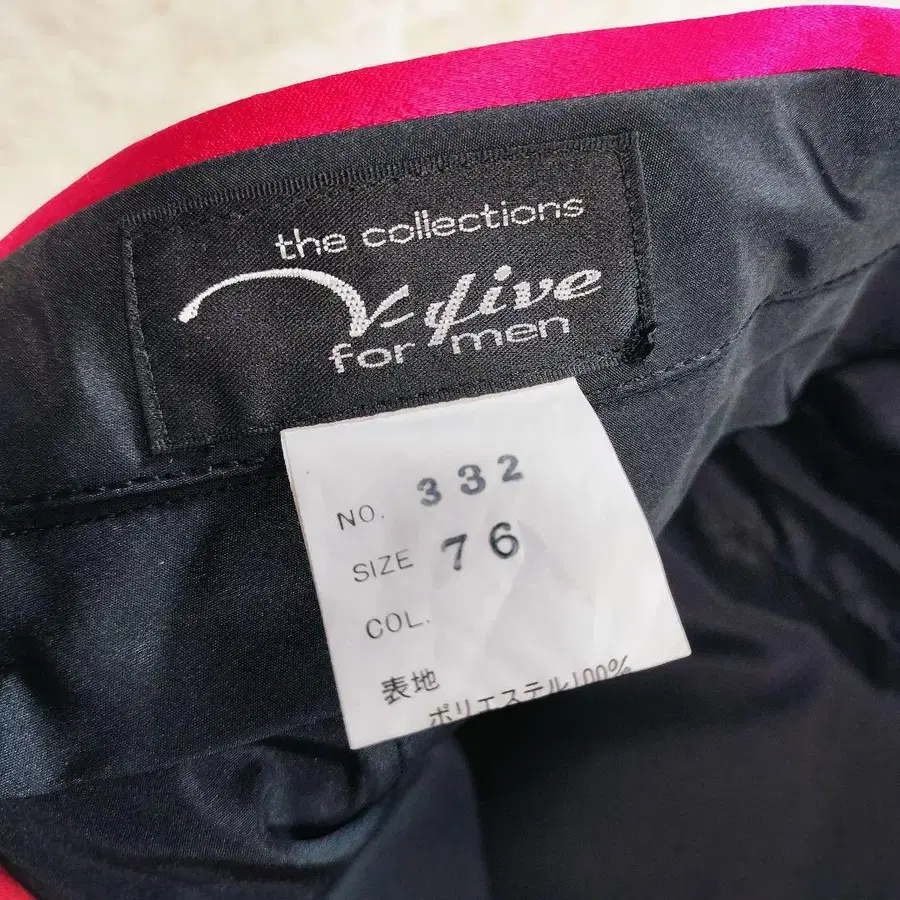 the collections
V-dive
for men
NO. 332
SIZE 76
COL.
表地
ポリエステル100%